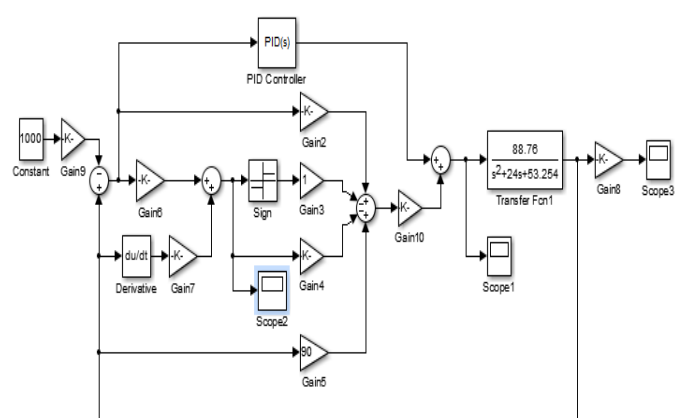 PID(s)
PID Controller
-K-
Gain2
1000
Constant
-K-
Gain9
-K-
Gain6
Sign
1
Gain3
-K-
Gain10
88.76
s2+24s+53.254
Transfer Fcn1
-K-
Gain8
Scope3
du/dt
Derivative
-K-
Gain7
-K-
Gain4
Scope2
Scope1
90
Gain5